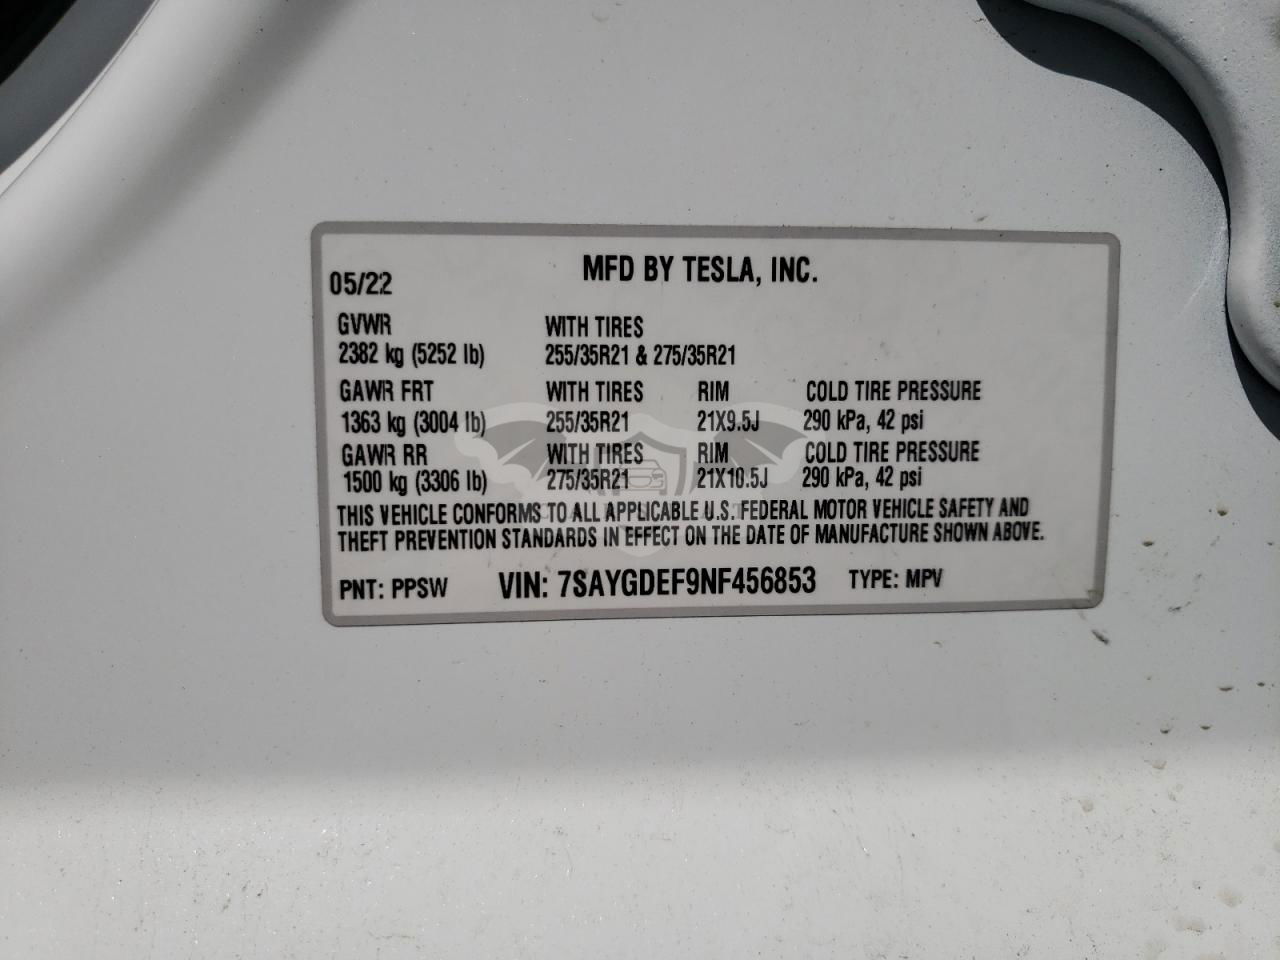 MFD BY TESLA, INC.
05/22
GVWR WITH TIRES
2382 kg (5252 lb) 255/35R21 & 275/35R21
GAWR FRT WITH TIRES RIM COLD TIRE PRESSURE
1363 kg (3004 lb) 255/35R21 21X9.5J 290 kPa, 42 psi
GAWR RR WITH TIRES RIM COLD TIRE PRESSURE
1500 kg (3306 lb) 275/35R21 21X10.5J 290 kPa, 42 psi
THIS VEHICLE CONFORMS TO ALL APPLICABLE U.S. FEDERAL MOTOR VEHICLE SAFETY AND
THEFT PREVENTION STANDARDS IN EFFECT ON THE DATE OF MANUFACTURE SHOWN ABOVE.
PNT: PPSW VIN: 7SAYGDEF9NF456853 TYPE: MPV